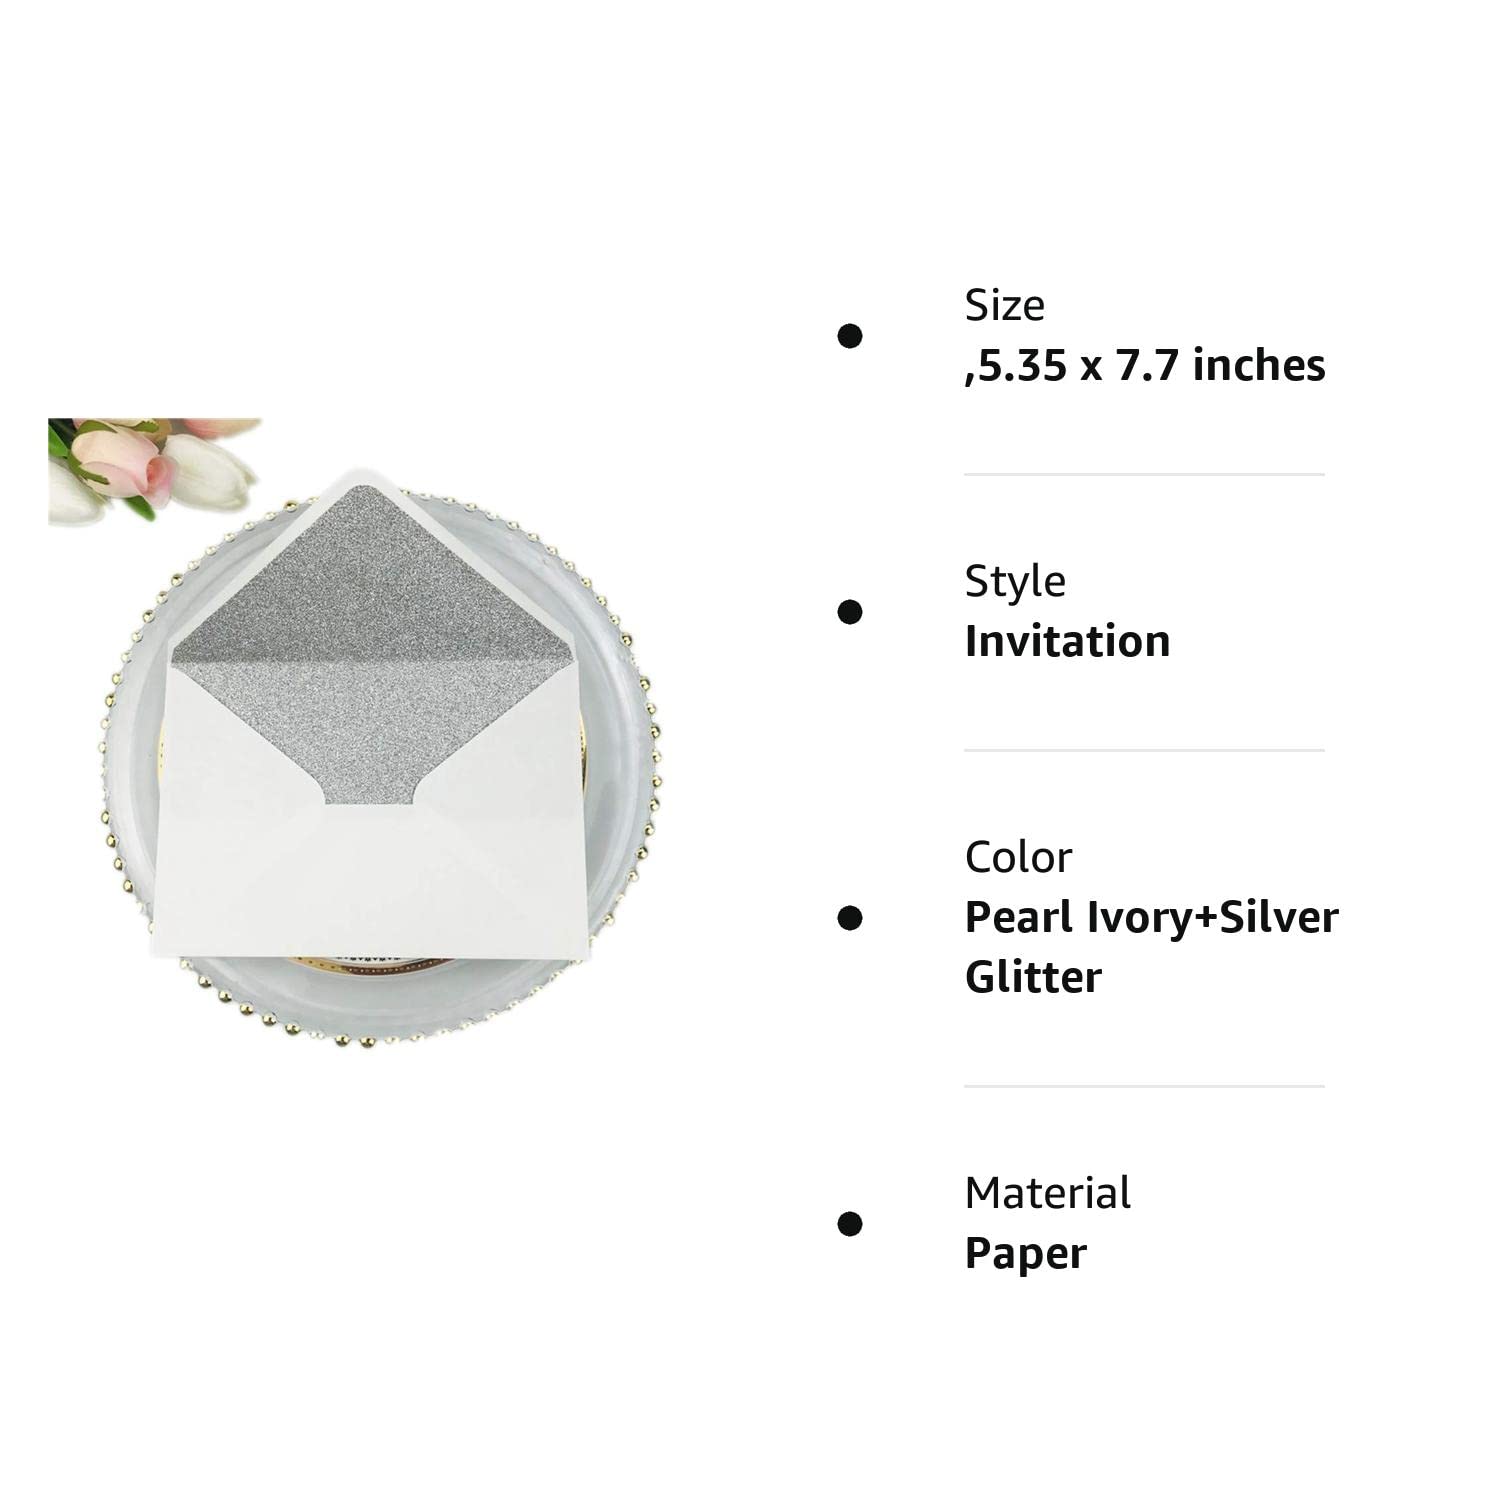 Size
,5.35 x 7.7 inches
Style
Invitation
Color
Pearl Ivory+Silver
Glitter
Material
Paper